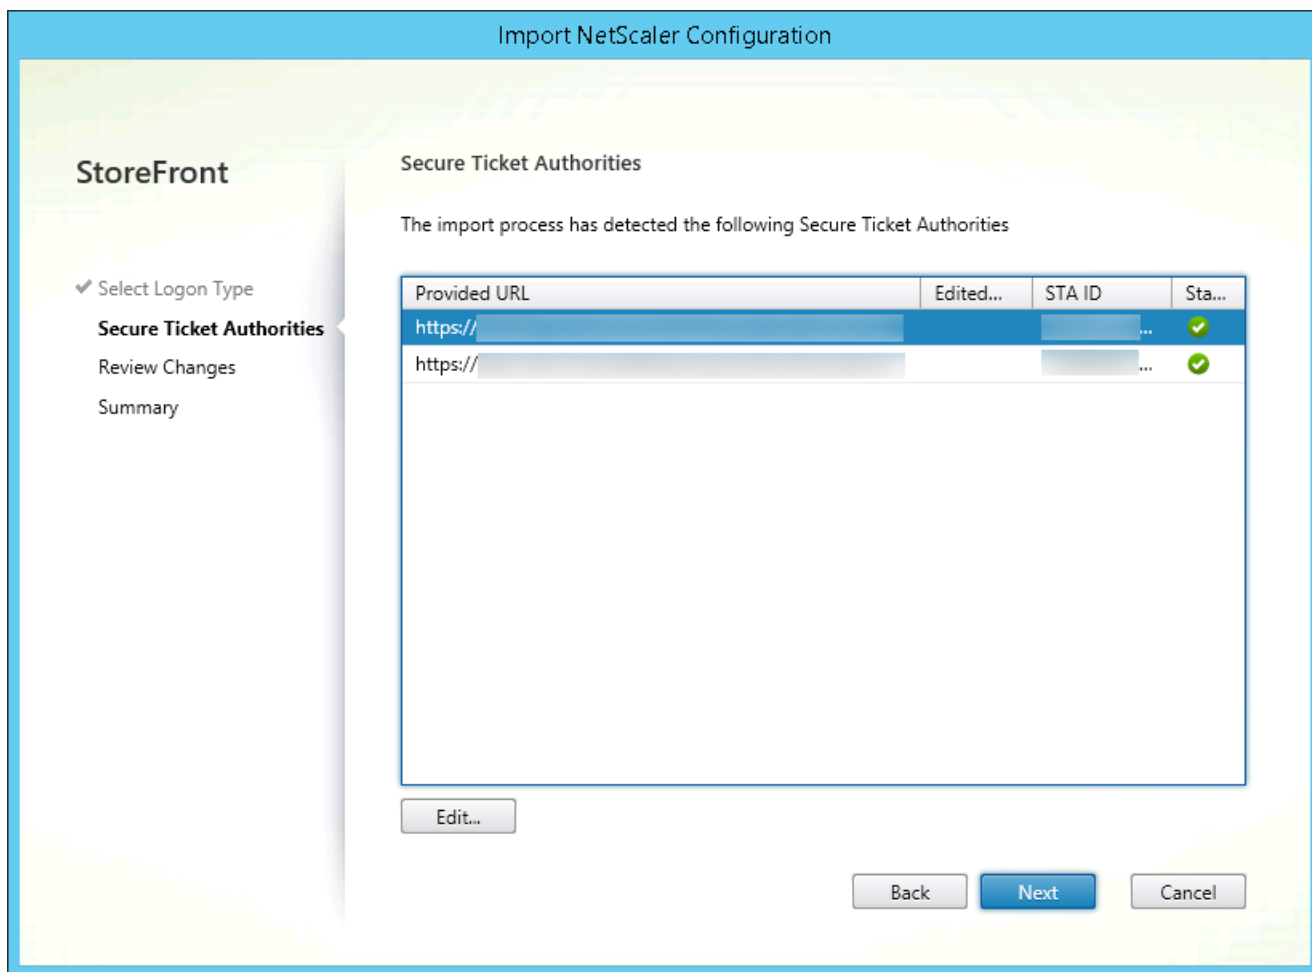 Import NetScaler Configuration
StoreFront
Select Logon Type
Secure Ticket Authorities
Review Changes
Summary
Secure Ticket Authorities
The import process has detected the following Secure Ticket Authorities
Provided URL Edited... STA ID Sta...
https:// ...
https:// ...
Edit...
Back Next Cancel